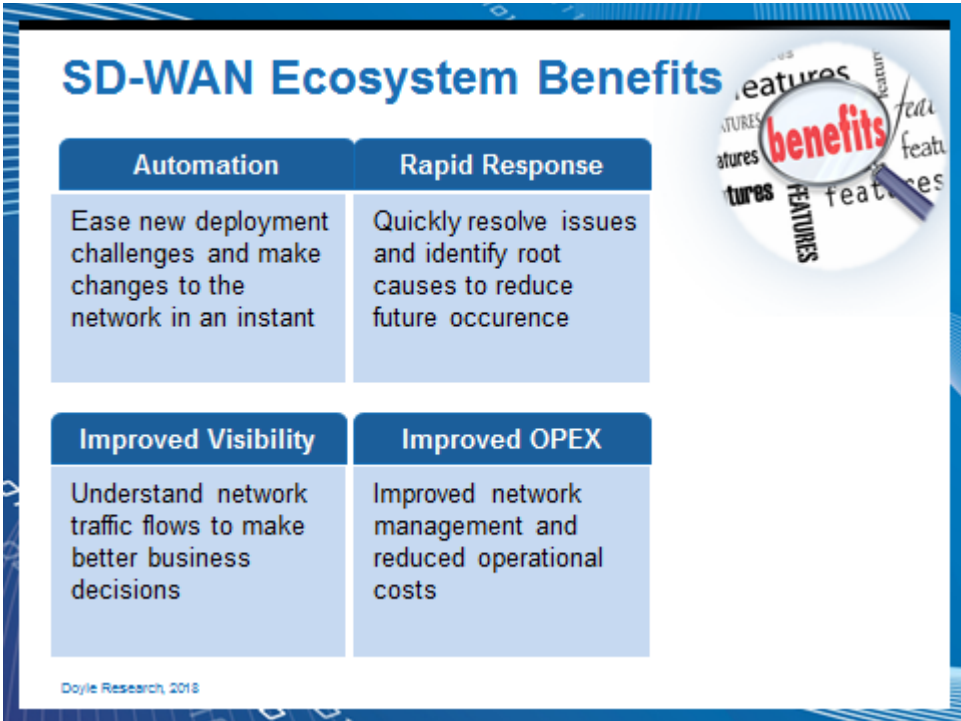 SD-WAN Ecosystem Benefits
Automation
Ease new deployment
challenges and make
changes to the
network in an instant
Rapid Response
Quickly resolve issues
and identify root
causes to reduce
future occurence
Improved Visibility
Understand network
traffic flows to make
better business
decisions
Improved OPEX
Improved network
management and
reduced operational
costs
features
benefits
features
FEATURES
Doyle Research, 2018